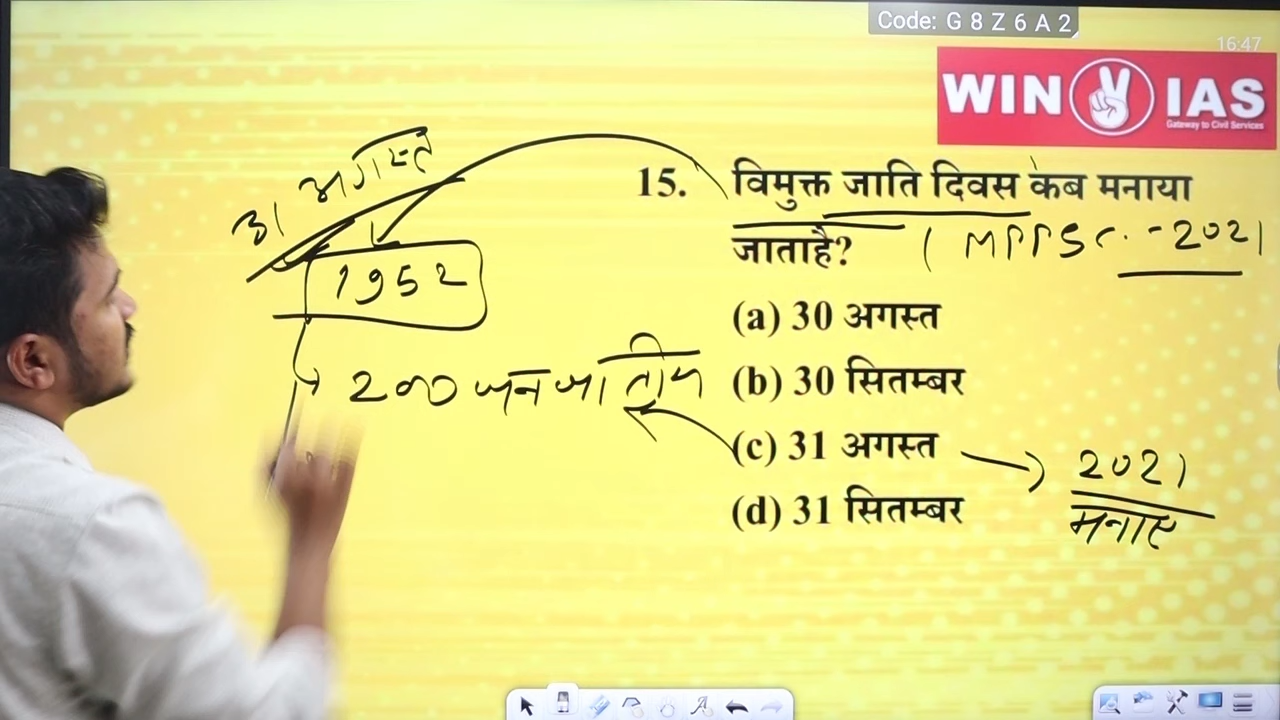 Code: G 8 Z 6 A 2
16:47
WIN IAS
Gateway to Civil Services
15. विमुक्त जाति दिवस कब मनाया
जाताहै? ( MPPSC - 2021
(a) 30 अगस्त
(b) 30 सितम्बर
(c) 31 अगस्त → 2021
मनाए
(d) 31 सितम्बर
31 अगस्त
1952
→ 200 जनजातीय